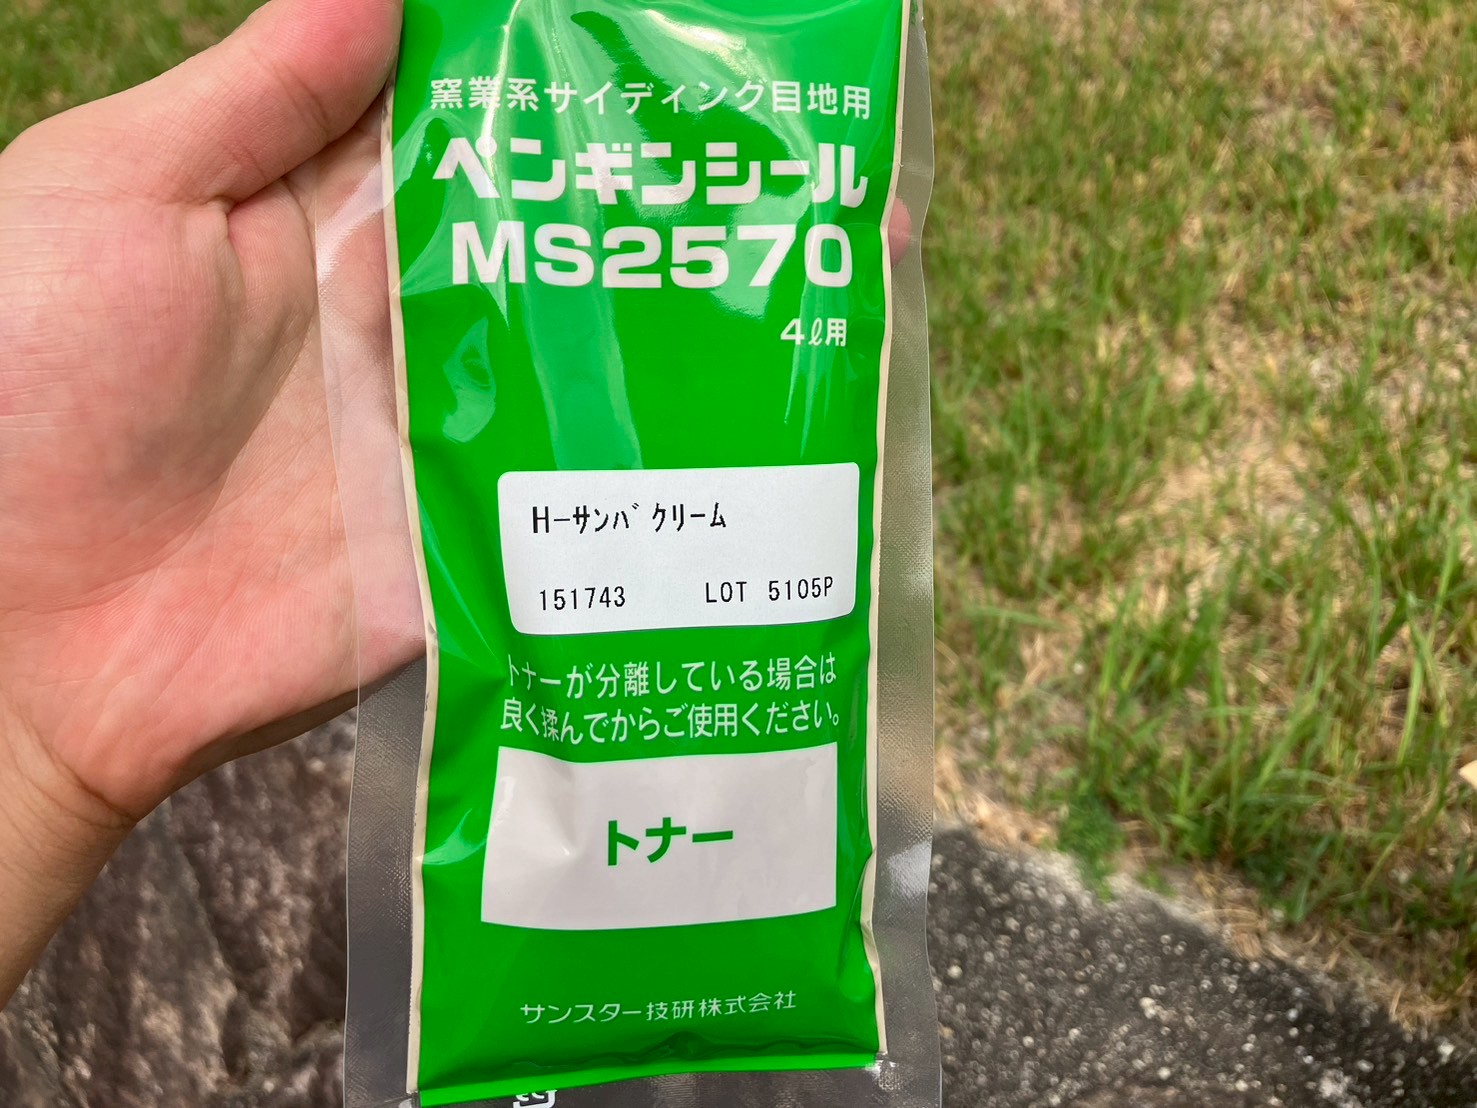 窯業系サイディング目地用
ペンギンシール
MS2570
4ℓ用
H−サンバクリーム
151743 LOT 5105P
トナーが分離している場合は
良く揉んでからご使用ください。
トナー
サンスター技研株式会社